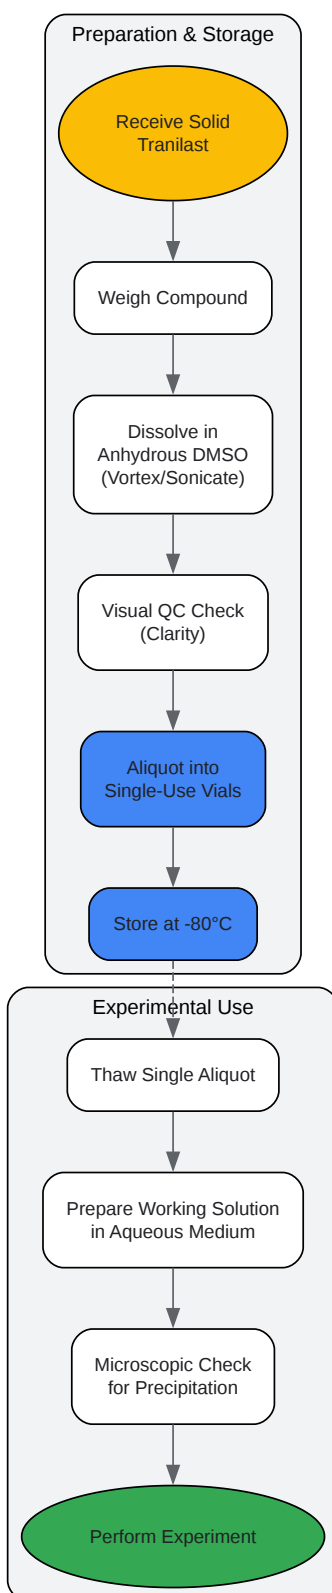 Preparation & Storage
Receive Solid
Tranilast
Weigh Compound
Dissolve in
Anhydrous DMSO
(Vortex/Sonicate)
Visual QC Check
(Clarity)
Aliquot into
Single-Use Vials
Store at -80°C
Experimental Use
Thaw Single Aliquot
Prepare Working Solution
in Aqueous Medium
Microscopic Check
for Precipitation
Perform Experiment